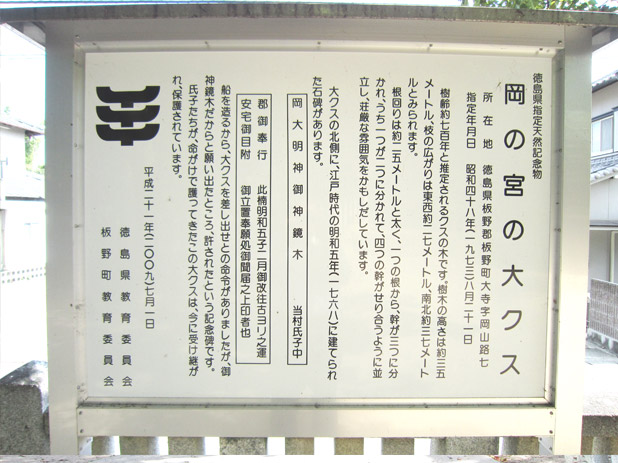 徳島県指定天然記念物
岡の宮の大クス
所在地 徳島県板野郡板野町大寺字岡山路七
指定年月日 昭和四十八年(一九七三)八月二十一日
樹齢約七百年と推定されるクスの木です。樹木の高さは約三五
メートル、枝の広がりは東西約二七メートル、南北約三七メート
ルとみられます。
根回りは約二五メートルと太く、一つの根から、幹が三つに分
かれ、うち一つが二つに分かれて、四つの幹がせり合うように並
立し、荘厳な雰囲気をかもしだしています。
大クスの北側に、江戸時代の明和五年(一七六八)に建てられ
た石碑があります。
岡大明神御神鏡木 当村氏子中
郡御奉行 此楠明和五子二月御改往古ヨリ之運
安宅御目附 御立置奉願処御聞届之上印者也
船を造るから、大クスを差し出せとの命令がありましたが、御
神鏡木だからと願い出たところ、許されたという記念碑です。
氏子たちが、命がけで護ってきたこの大クスは、今に受け継が
れ、保護されています。
平成二十一年(二〇〇九)七月一日
徳島県教育委員会
板野町教育委員会